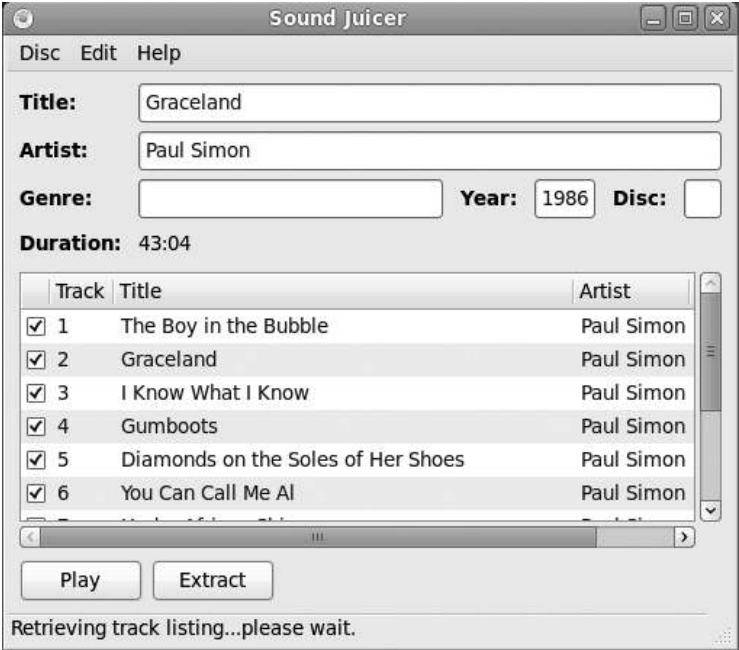 Sound Juicer
Disc Edit Help
Title: Graceland
Artist: Paul Simon
Genre: Year: 1986 Disc:
Duration: 43:04
Track Title Artist
1 The Boy in the Bubble Paul Simon
2 Graceland Paul Simon
3 I Know What I Know Paul Simon
4 Gumboots Paul Simon
5 Diamonds on the Soles of Her Shoes Paul Simon
6 You Can Call Me Al Paul Simon
Play Extract
Retrieving track listing...please wait.